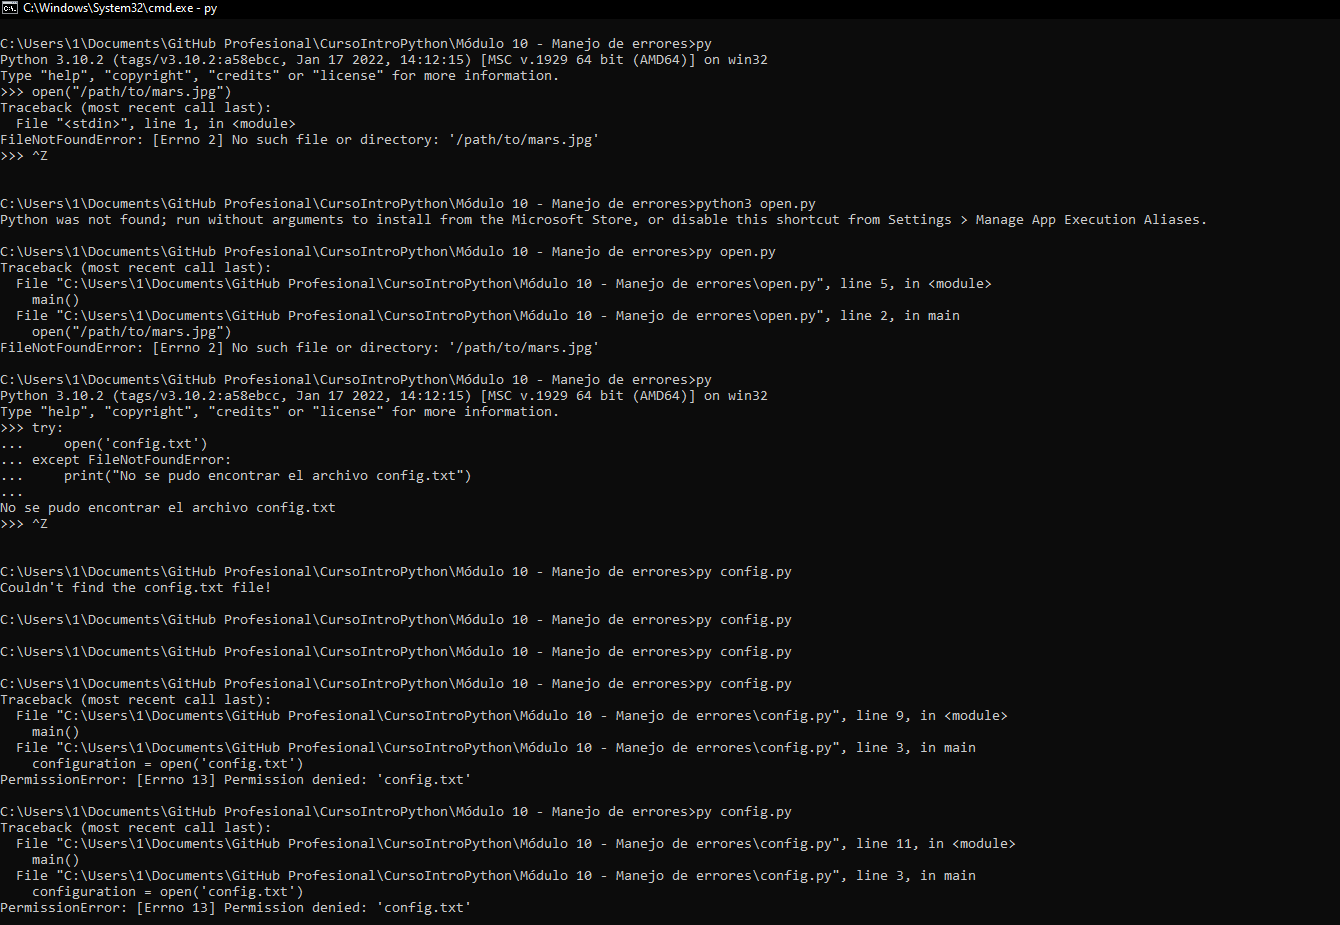 C:\Windows\System32\cmd.exe - py
C:\Users\1\Documents\GitHub Profesional\CursoIntroPython\Módulo 10 - Manejo de errores>py
Python 3.10.2 (tags/v3.10.2:a58ebcc, Jan 17 2022, 14:12:15) [MSC v.1929 64 bit (AMD64)] on win32
Type "help", "copyright", "credits" or "license" for more information.
>>> open("/path/to/mars.jpg")
Traceback (most recent call last):
  File "<stdin>", line 1, in <module>
FileNotFoundError: [Errno 2] No such file or directory: '/path/to/mars.jpg'
>>> ^Z
C:\Users\1\Documents\GitHub Profesional\CursoIntroPython\Módulo 10 - Manejo de errores>python3 open.py
Python was not found; run without arguments to install from the Microsoft Store, or disable this shortcut from Settings > Manage App Execution Aliases.
C:\Users\1\Documents\GitHub Profesional\CursoIntroPython\Módulo 10 - Manejo de errores>py open.py
Traceback (most recent call last):
  File "C:\Users\1\Documents\GitHub Profesional\CursoIntroPython\Módulo 10 - Manejo de errores\open.py", line 5, in <module>
    main()
  File "C:\Users\1\Documents\GitHub Profesional\CursoIntroPython\Módulo 10 - Manejo de errores\open.py", line 2, in main
    open("/path/to/mars.jpg")
FileNotFoundError: [Errno 2] No such file or directory: '/path/to/mars.jpg'
C:\Users\1\Documents\GitHub Profesional\CursoIntroPython\Módulo 10 - Manejo de errores>py
Python 3.10.2 (tags/v3.10.2:a58ebcc, Jan 17 2022, 14:12:15) [MSC v.1929 64 bit (AMD64)] on win32
Type "help", "copyright", "credits" or "license" for more information.
>>> try:
...     open('config.txt')
... except FileNotFoundError:
...     print("No se pudo encontrar el archivo config.txt")
...
No se pudo encontrar el archivo config.txt
>>> ^Z
C:\Users\1\Documents\GitHub Profesional\CursoIntroPython\Módulo 10 - Manejo de errores>py config.py
Couldn't find the config.txt file!
C:\Users\1\Documents\GitHub Profesional\CursoIntroPython\Módulo 10 - Manejo de errores>py config.py
C:\Users\1\Documents\GitHub Profesional\CursoIntroPython\Módulo 10 - Manejo de errores>py config.py
C:\Users\1\Documents\GitHub Profesional\CursoIntroPython\Módulo 10 - Manejo de errores>py config.py
Traceback (most recent call last):
  File "C:\Users\1\Documents\GitHub Profesional\CursoIntroPython\Módulo 10 - Manejo de errores\config.py", line 9, in <module>
    main()
  File "C:\Users\1\Documents\GitHub Profesional\CursoIntroPython\Módulo 10 - Manejo de errores\config.py", line 3, in main
    configuration = open('config.txt')
PermissionError: [Errno 13] Permission denied: 'config.txt'
C:\Users\1\Documents\GitHub Profesional\CursoIntroPython\Módulo 10 - Manejo de errores>py config.py
Traceback (most recent call last):
  File "C:\Users\1\Documents\GitHub Profesional\CursoIntroPython\Módulo 10 - Manejo de errores\config.py", line 11, in <module>
    main()
  File "C:\Users\1\Documents\GitHub Profesional\CursoIntroPython\Módulo 10 - Manejo de errores\config.py", line 3, in main
    configuration = open('config.txt')
PermissionError: [Errno 13] Permission denied: 'config.txt'